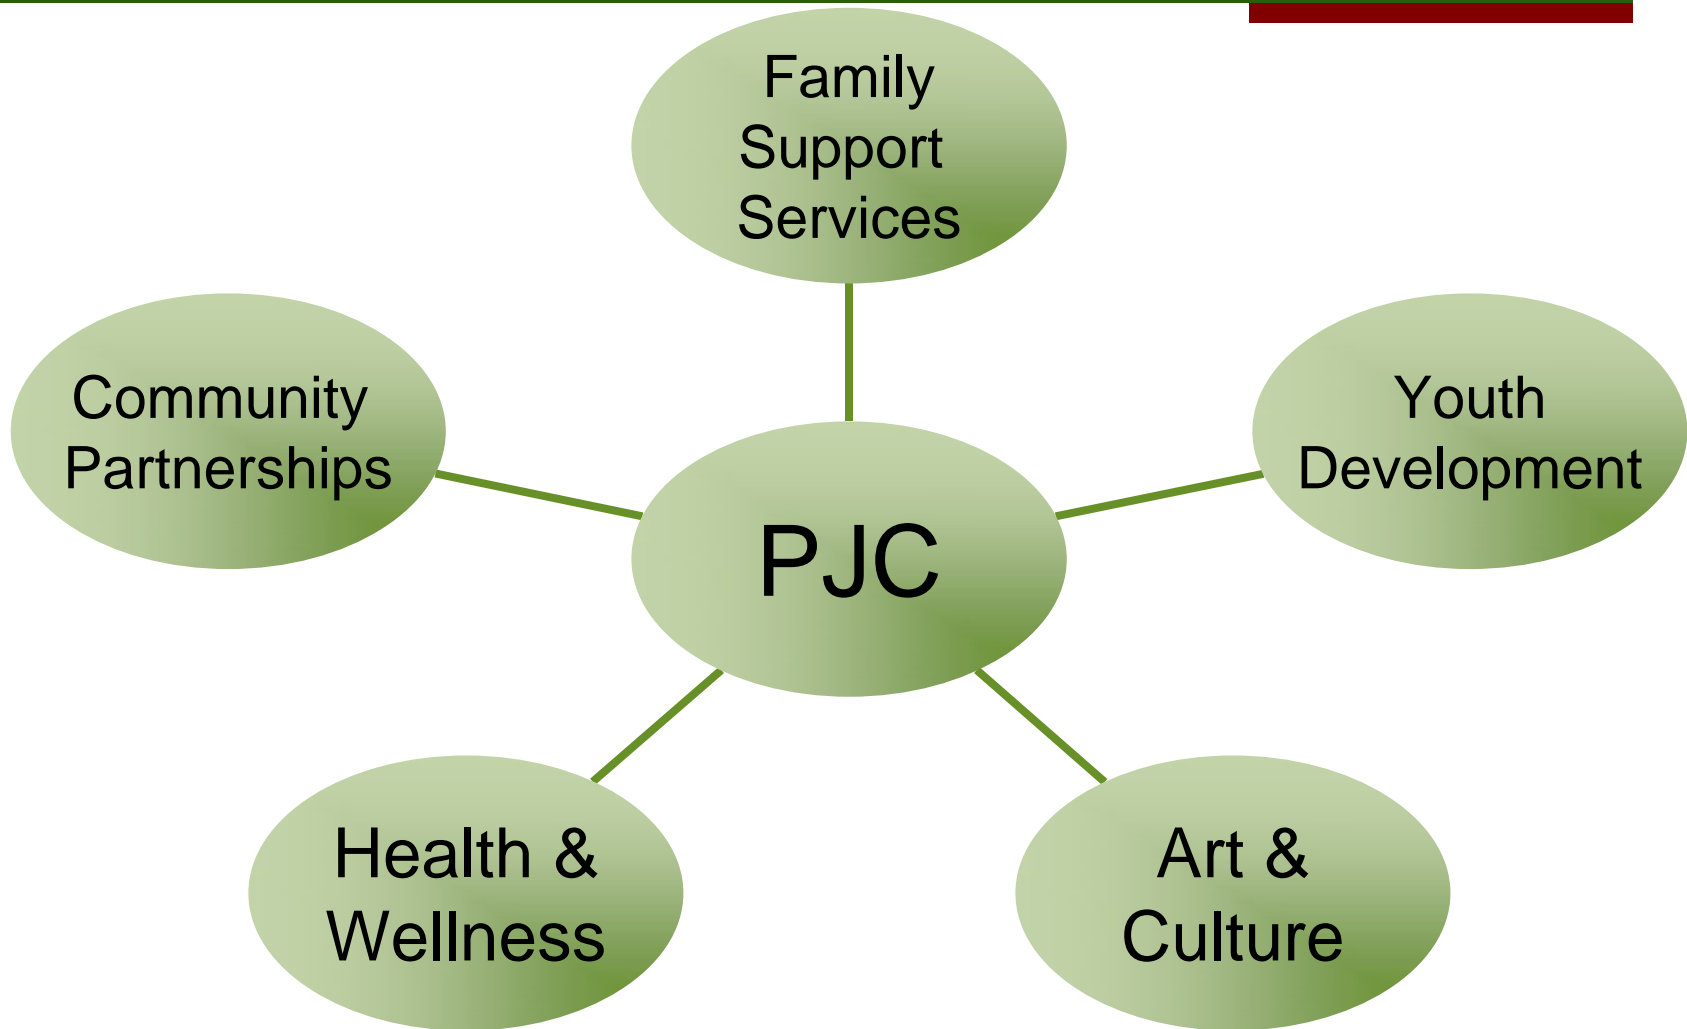 Family
Support
Services
Community
Partnerships
Youth
Development
PJC
Health &
Wellness
Art &
Culture